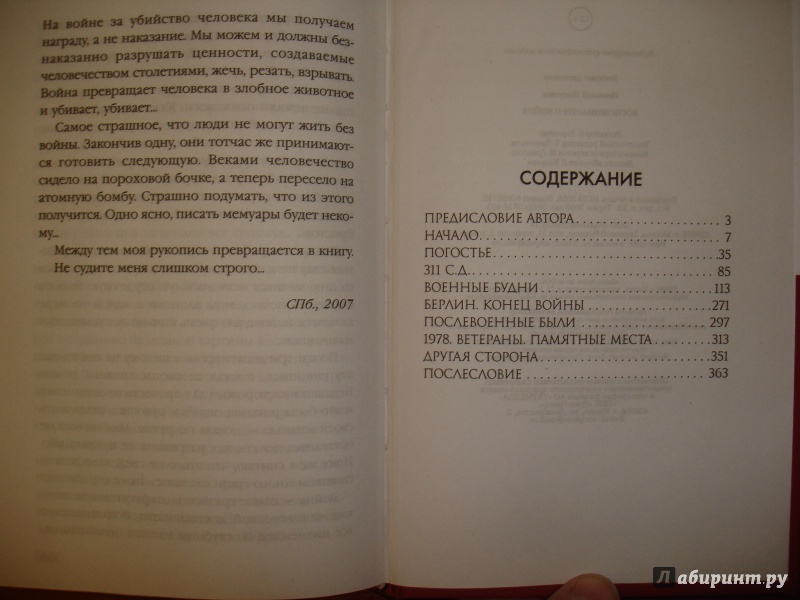 На войне за убийство человека мы получаем
награду, а не наказание. Мы можем и должны без-
наказанно разрушать ценности, создаваемые
человечеством столетиями, жечь, резать, взрывать.
Война превращает человека в злобное животное
и убивает, убивает...
Самое страшное, что люди не могут жить без
войны. Закончив одну, они тотчас же принимают-
ся готовить следующую. Веками человечество
сидело на пороховой бочке, а теперь пересело на
атомную бомбу. Страшно подумать, что из этого
получится. Одно ясно, писать мемуары будет неко-
му...
Между тем моя рукопись превращается в книгу.
Не судите меня слишком строго...
СПб., 2007
СОДЕРЖАНИЕ
ПРЕДИСЛОВИЕ АВТОРА 3
НАЧАЛО 7
ПОГОСТЬЕ 35
311 С.Д. 85
ВОЕННЫЕ БУДНИ 113
БЕРЛИН. КОНЕЦ ВОЙНЫ 271
ПОСЛЕВОЕННЫЕ БЫЛИ 297
1978. ВЕТЕРАНЫ. ПАМЯТНЫЕ МЕСТА 313
ДРУГАЯ СТОРОНА 351
ПОСЛЕСЛОВИЕ 363
Лабиринт.ру